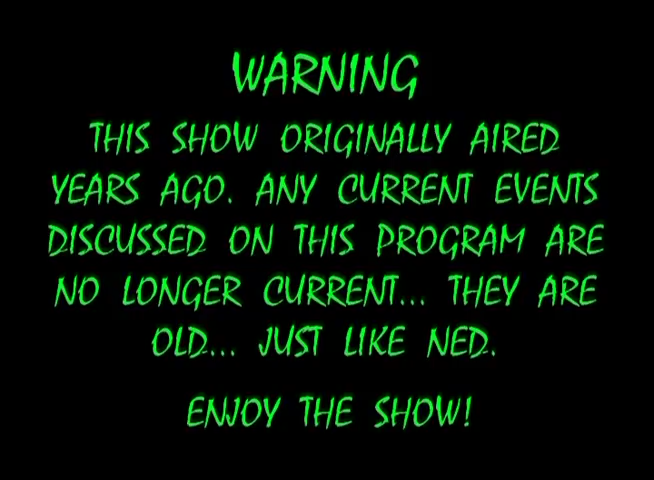 WARNING
THIS SHOW ORIGINALLY AIRED
YEARS AGO. ANY CURRENT EVENTS
DISCUSSED ON THIS PROGRAM ARE
NO LONGER CURRENT... THEY ARE
OLD... JUST LIKE NED.
ENJOY THE SHOW!